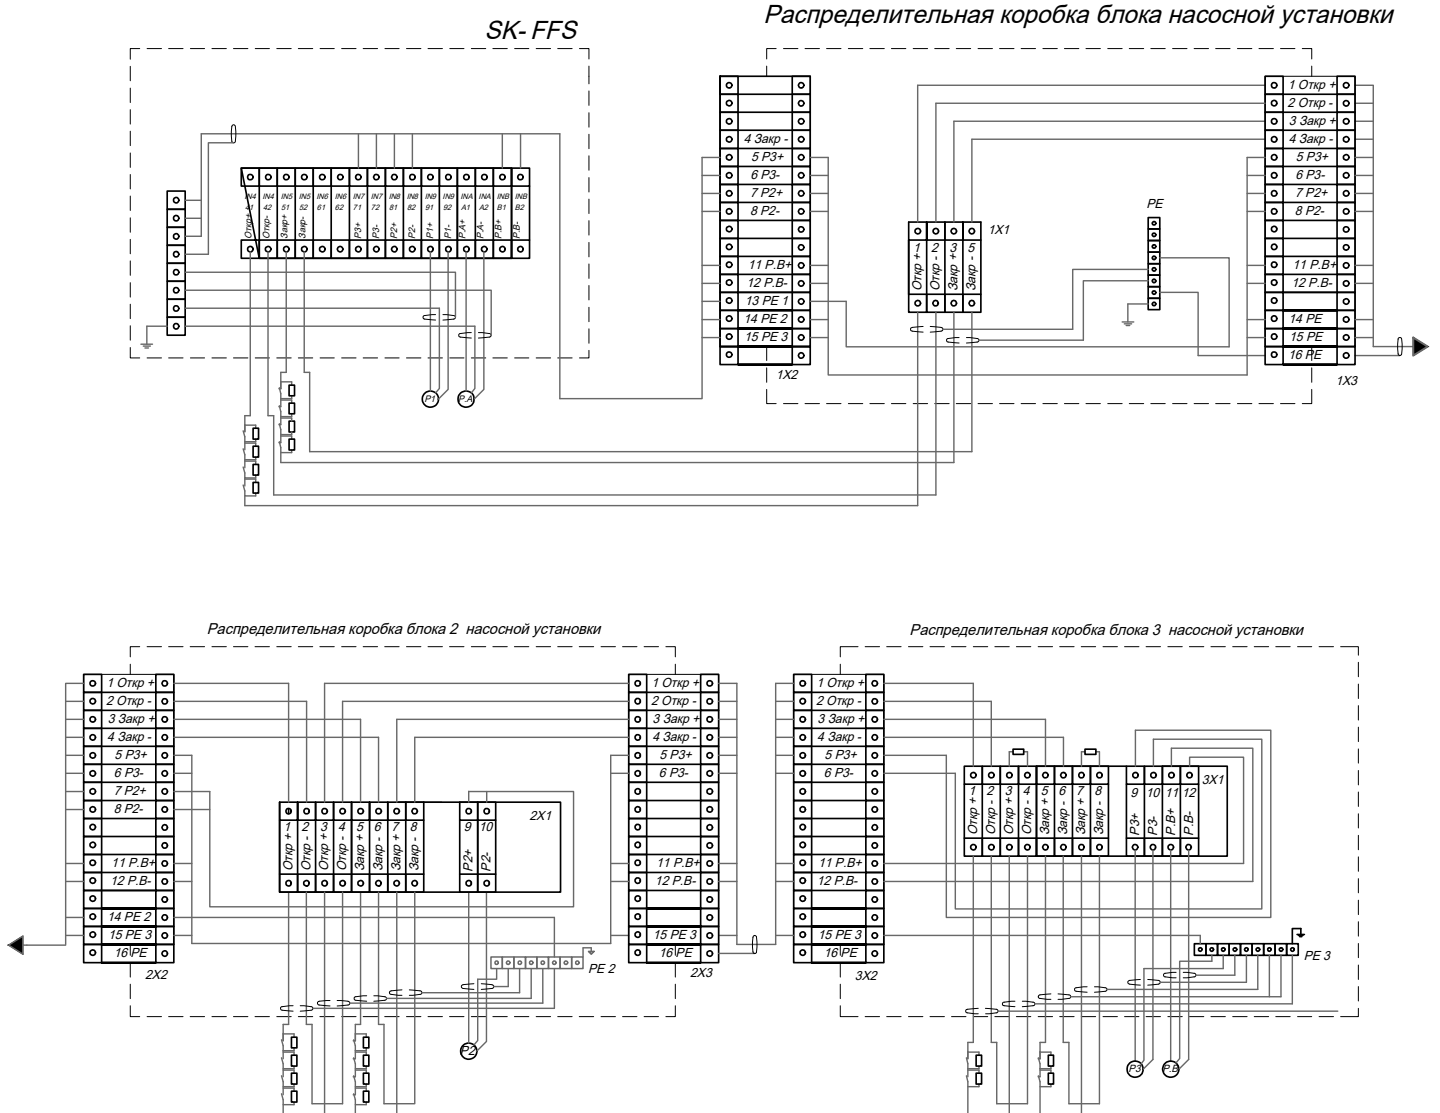 SK- FFS
Распределительная коробка блока насосной установки
IN4 41 Откр+
IN4 42 Откр-
IN5 51 Закр+
IN5 52 Закр-
IN6 61
IN6 62
IN7 71 P3+
IN7 72 P3-
IN8 81 P2+
IN8 82 P2-
IN9 91 P1+
IN9 92 P1-
INA A1 P.A+
INA A2 P.A-
INB B1 P.B+
INB B2 P.B-
P1
P.A
4 Закр -
5 P3+
6 P3-
7 P2+
8 P2-
11 P.B+
12 P.B-
13 PE 1
14 PE 2
15 PE 3
1X2
1X1
Откр + 1
Откр - 2
Закр + 3
Закр - 5
PE
1 Откр +
2 Откр -
3 Закр +
4 Закр -
5 P3+
6 P3-
7 P2+
8 P2-
11 P.B+
12 P.B-
14 PE
15 PE
16 PE
1X3
Распределительная коробка блока 2 насосной установки
1 Откр +
2 Откр -
3 Закр +
4 Закр -
5 P3+
6 P3-
7 P2+
8 P2-
11 P.B+
12 P.B-
14 PE 2
15 PE 3
16 PE
2X2
2X1
Откр + 1
Откр - 2
Откр + 3
Откр - 4
Закр + 5
Закр - 6
Закр + 7
Закр - 8
P2+ 9
P2- 10
P2
PE 2
1 Откр +
2 Откр -
3 Закр +
4 Закр -
5 P3+
6 P3-
11 P.B+
12 P.B-
15 PE 3
16 PE
2X3
Распределительная коробка блока 3 насосной установки
1 Откр +
2 Откр -
3 Закр +
4 Закр -
5 P3+
6 P3-
11 P.B+
12 P.B-
15 PE 3
16 PE
3X2
3X1
Откр + 1
Откр - 2
Откр + 3
Откр - 4
Закр + 5
Закр - 6
Закр + 7
Закр - 8
P3+ 9
P3- 10
P.B+ 11
P.B- 12
P3
P.B
PE 3